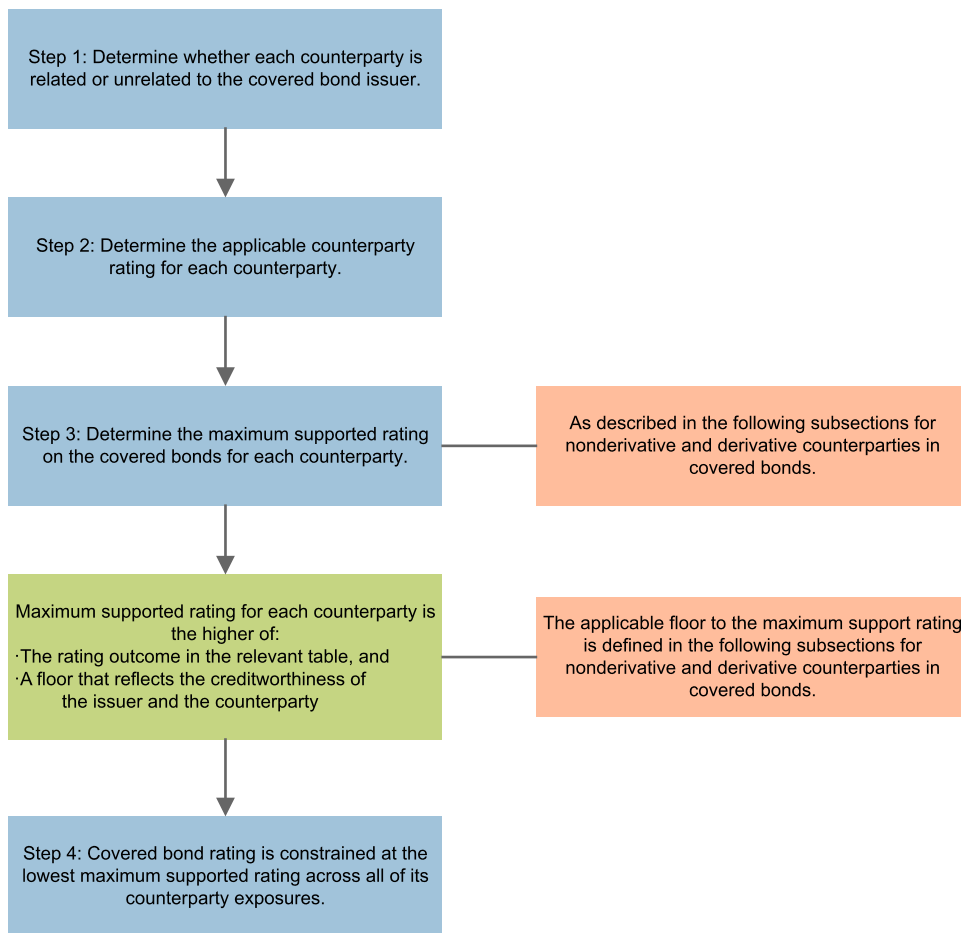 Step 1: Determine whether each counterparty is
related or unrelated to the covered bond issuer.
Step 2: Determine the applicable counterparty
rating for each counterparty.
Step 3: Determine the maximum supported rating
on the covered bonds for each counterparty.
As described in the following subsections for
nonderivative and derivative counterparties in
covered bonds.
Maximum supported rating for each counterparty is
the higher of:
·The rating outcome in the relevant table, and
·A floor that reflects the creditworthiness of
the issuer and the counterparty
The applicable floor to the maximum support rating
is defined in the following subsections for
nonderivative and derivative counterparties in
covered bonds.
Step 4: Covered bond rating is constrained at the
lowest maximum supported rating across all of its
counterparty exposures.